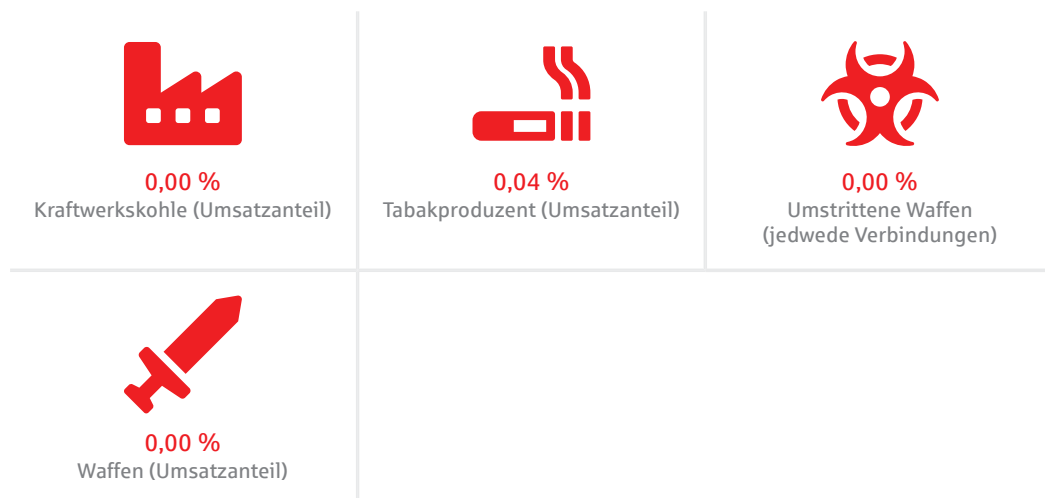 0,00 %
Kraftwerkskohle (Umsatzanteil)
0,04 %
Tabakproduzent (Umsatzanteil)
0,00 %
Umstrittene Waffen
(jedwede Verbindungen)
0,00 %
Waffen (Umsatzanteil)